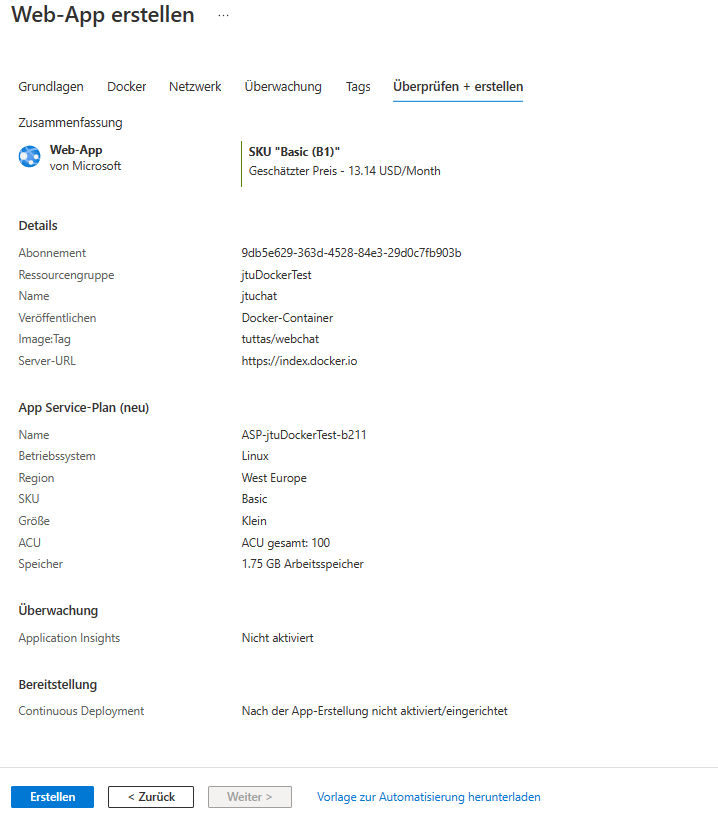 Web-App erstellen ...
Grundlagen Docker Netzwerk Überwachung Tags Überprüfen + erstellen
Zusammenfassung
Web-App
von Microsoft
SKU "Basic (B1)"
Geschätzter Preis - 13.14 USD/Month
Details
Abonnement 9db5e629-363d-4528-84e3-29d0c7fb903b
Ressourcengruppe jtuDockerTest
Name jtuchat
Veröffentlichen Docker-Container
Image:Tag tuttas/webchat
Server-URL https://index.docker.io
App Service-Plan (neu)
Name ASP-jtuDockerTest-b211
Betriebssystem Linux
Region West Europe
SKU Basic
Größe Klein
ACU ACU gesamt: 100
Speicher 1.75 GB Arbeitsspeicher
Überwachung
Application Insights Nicht aktiviert
Bereitstellung
Continuous Deployment Nach der App-Erstellung nicht aktiviert/eingerichtet
Erstellen < Zurück Weiter > Vorlage zur Automatisierung herunterladen